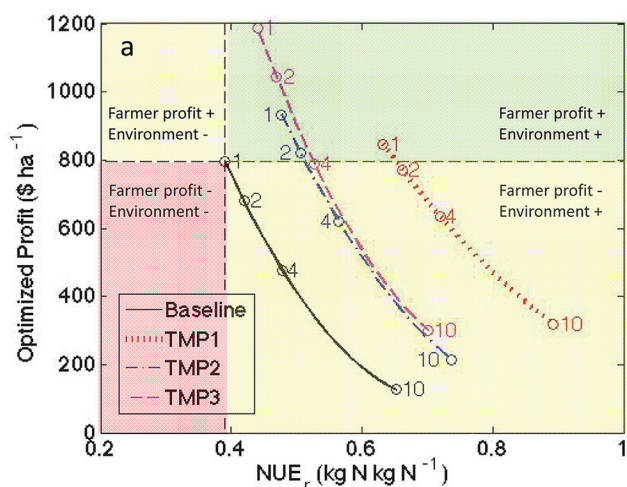 a
1200
1000
800
600
400
200
0
Optimized Profit ($ ha⁻¹)
Farmer profit +
Environment -
Farmer profit +
Environment +
Farmer profit -
Environment -
Farmer profit -
Environment +
1
2
4
10
1
2
4
10
1
2
4
10
1
2
4
10
Baseline
TMP1
TMP2
TMP3
0.2
0.4
0.6
0.8
1
NUEᵣ (kg N kg N⁻¹)